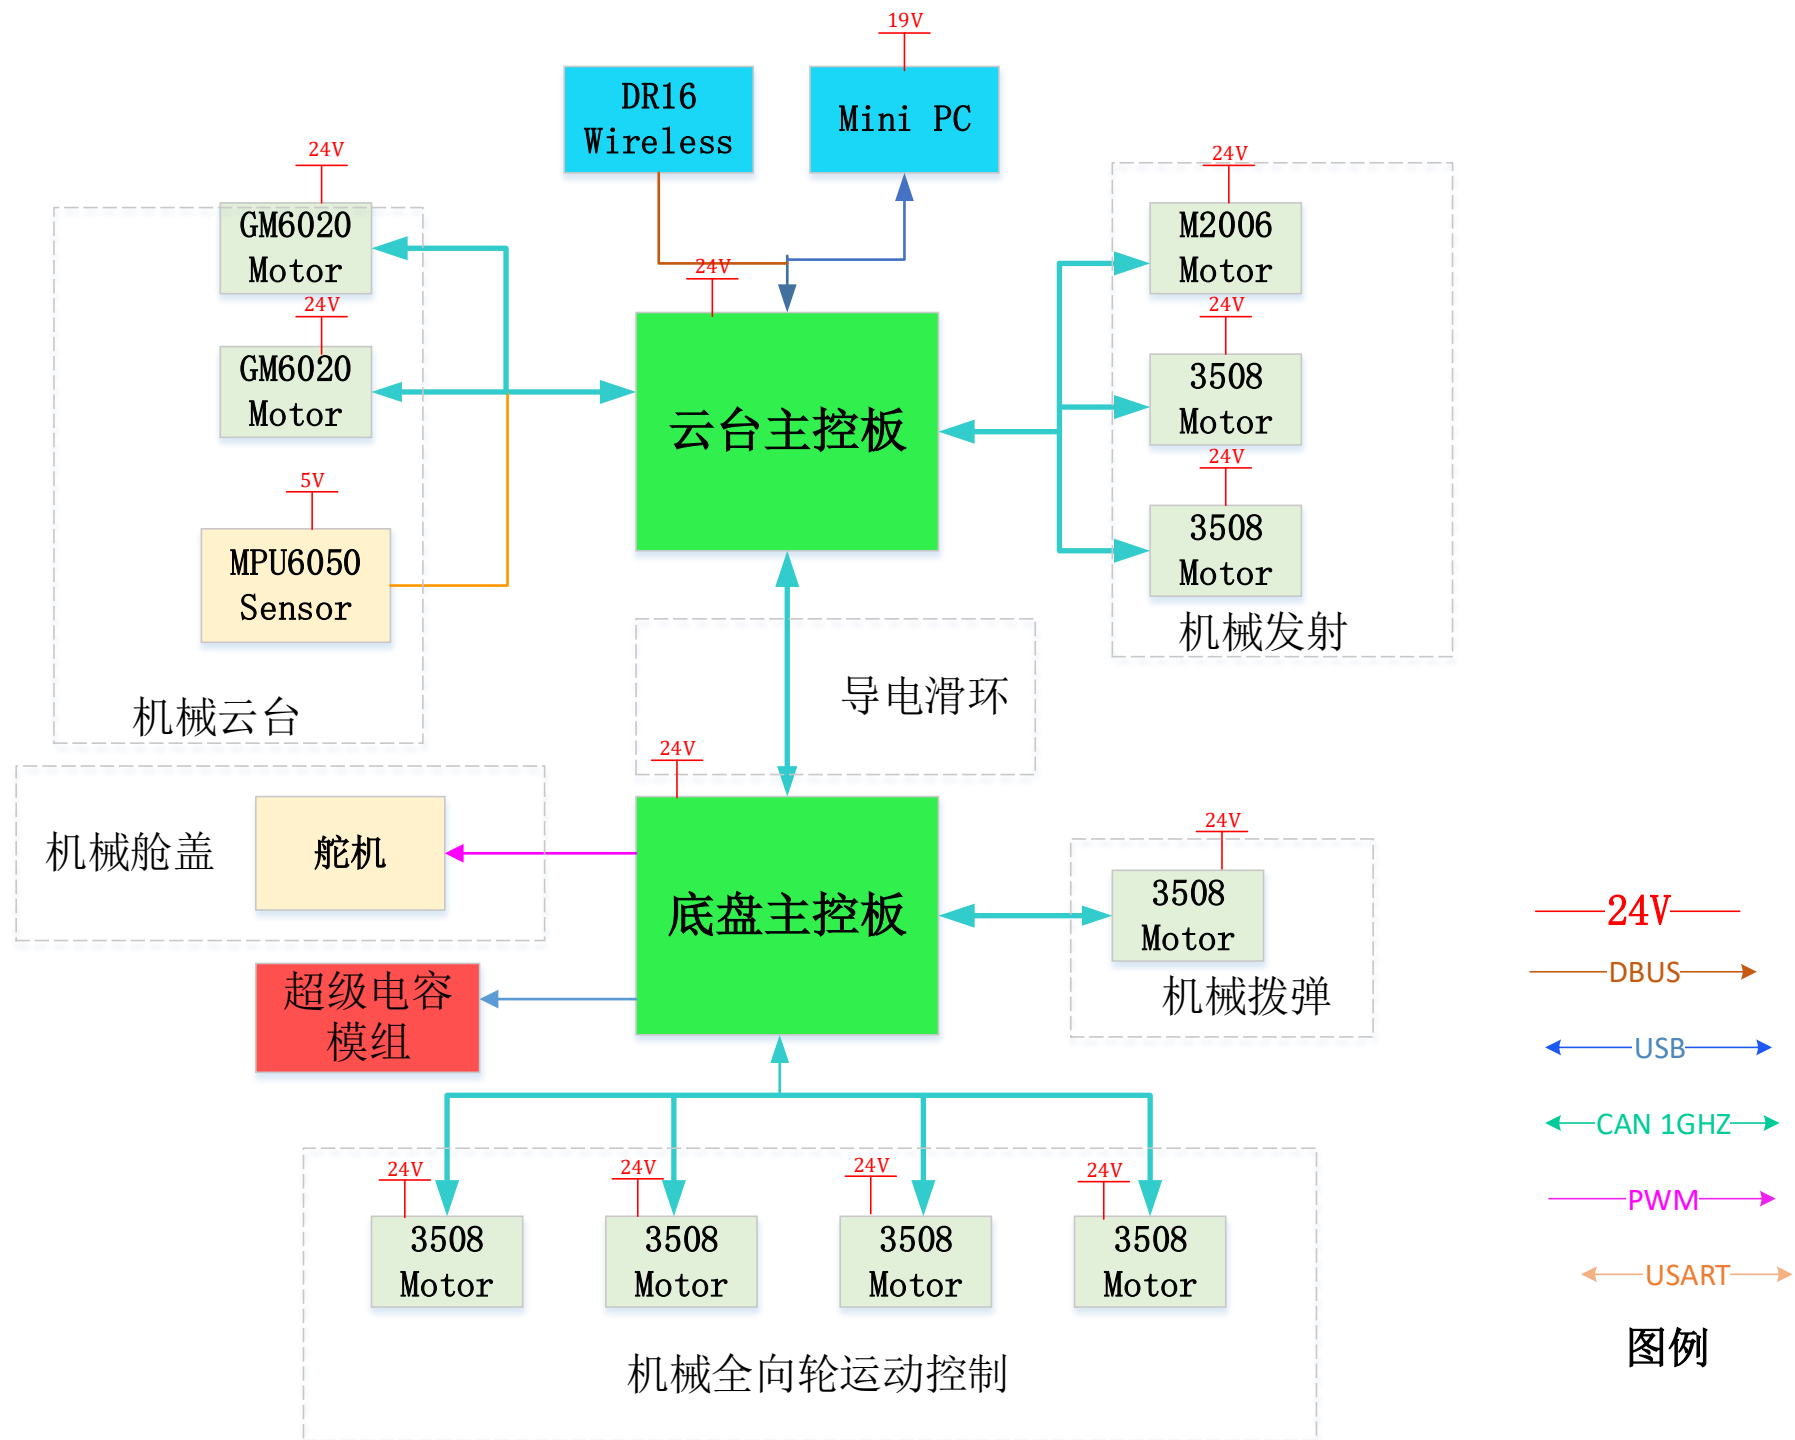 19V
DR16
Wireless
Mini PC
24V
GM6020
Motor
24V
GM6020
Motor
5V
MPU6050
Sensor
机械云台
24V
云台主控板
24V
M2006
Motor
24V
3508
Motor
24V
3508
Motor
机械发射
导电滑环
机械舱盖
舵机
24V
底盘主控板
超级电容
模组
24V
3508
Motor
机械拨弹
24V
3508
Motor
24V
3508
Motor
24V
3508
Motor
24V
3508
Motor
机械全向轮运动控制
24V
DBUS
USB
CAN 1GHZ
PWM
USART
图例